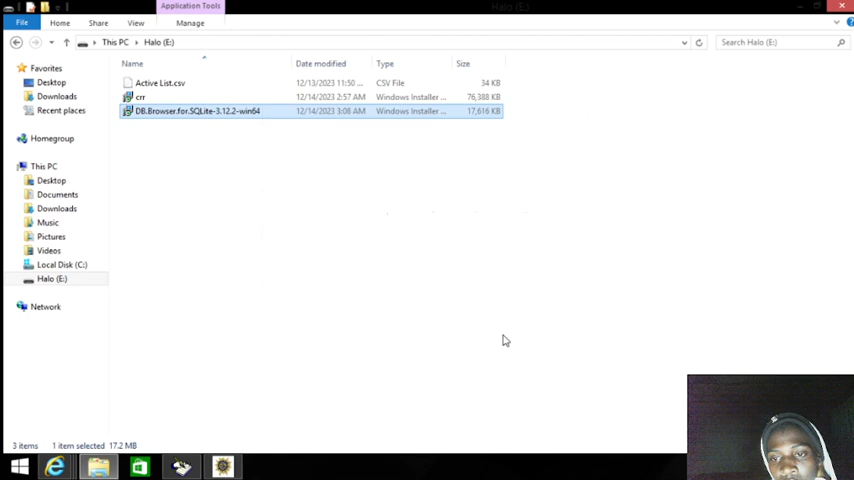 Application Tools
Halo (E:)
File Home Share View Manage
This PC Halo (E:)
Search Halo (E:)
Name Date modified Type Size
Active List.csv 12/13/2023 11:50 ... CSV File 34 KB
crr 12/14/2023 2:57 AM Windows Installer ... 76,388 KB
DB.Browser.for.SQLite-3.12.2-win64 12/14/2023 3:08 AM Windows Installer ... 17,616 KB
Favorites
Desktop
Downloads
Recent places
Homegroup
This PC
Desktop
Documents
Downloads
Music
Pictures
Videos
Local Disk (C:)
Halo (E:)
Network
3 items 1 item selected 17.2 MB